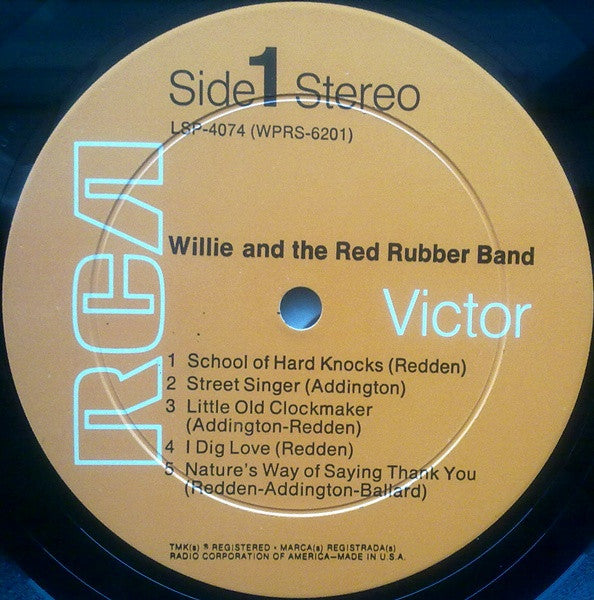 Side 1 Stereo
LSP-4074 (WPRS-6201)
RCA
Willie and the Red Rubber Band
Victor
1 School of Hard Knocks (Redden)
2 Street Singer (Addington)
3 Little Old Clockmaker
(Addington-Redden)
4 I Dig Love (Redden)
5 Nature's Way of Saying Thank You
(Redden-Addington-Ballard)
TMK(s) ® REGISTERED • MARCA(s) REGISTRADA(s)
RADIO CORPORATION OF AMERICA–MADE IN U.S.A.